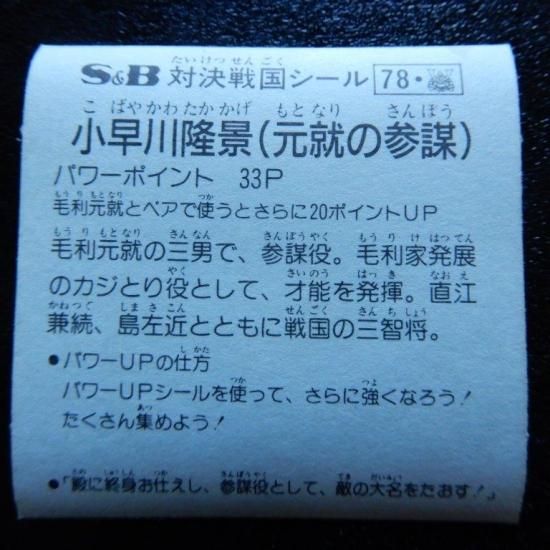 S&B 対決戦国シール 78・
小早川隆景(元就の参謀)
パワーポイント 33P
毛利元就とペアで使うとさらに20ポイントUP
毛利元就の三男で、参謀役。毛利家発展
のカジとり役として、才能を発揮。直江
兼続、島左近とともに戦国の三智将。
●パワーUPの仕方
パワーUPシールを使って、さらに強くなろう!
たくさん集めよう!
●「殿に終身お仕えし、参謀役として、敵の大名をたおす!」